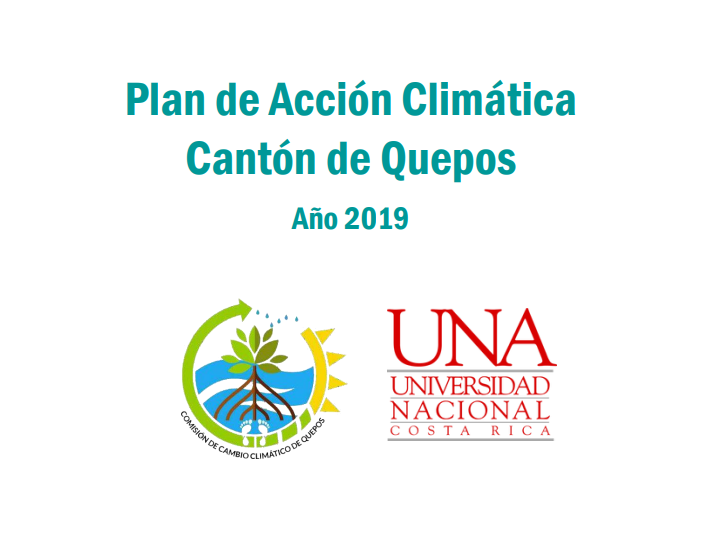 Plan de Acción Climática
Cantón de Quepos
Año 2019
COMISIÓN DE CAMBIO CLIMÁTICO DE QUEPOS
UNA
UNIVERSIDAD
NACIONAL
COSTA RICA